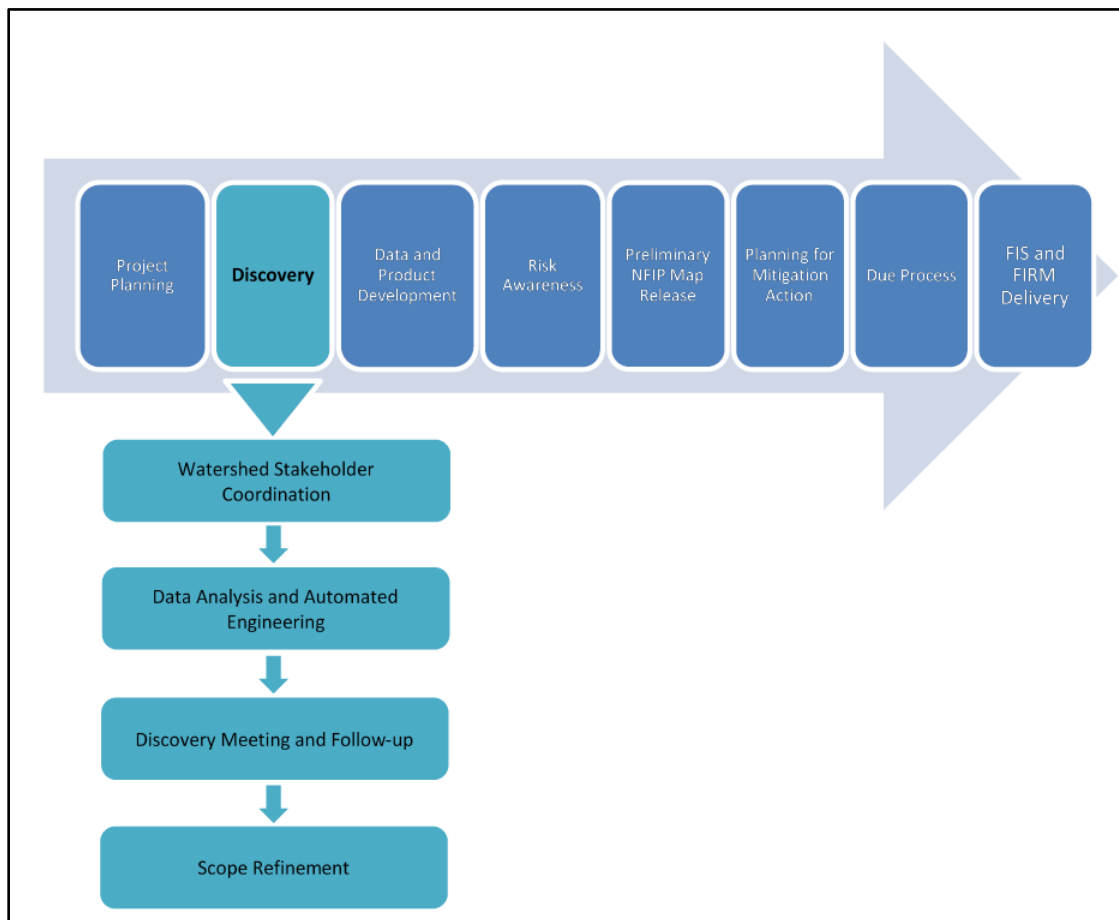 Project
Planning
Discovery
Data and
Product
Development
Risk
Awareness
Preliminary
NFIP Map
Release
Planning for
Mitigation
Action
Due Process
FIS and
FIRM
Delivery
Watershed Stakeholder
Coordination
Data Analysis and Automated
Engineering
Discovery Meeting and Follow-up
Scope Refinement